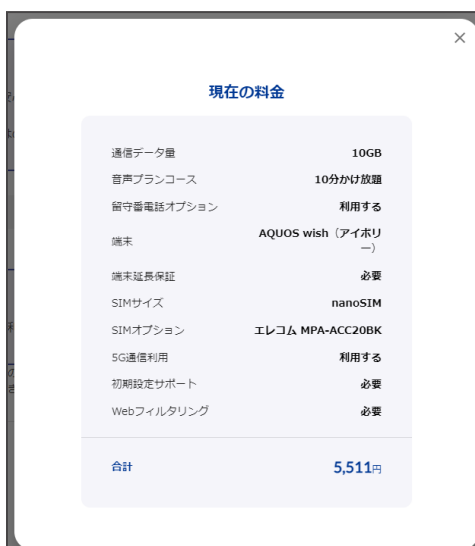 現在の料金
通信データ量 10GB
音声プランコース 10分かけ放題
留守番電話オプション 利用する
端末 AQUOS wish（アイボリ
ー）
端末延長保証 必要
SIMサイズ nanoSIM
SIMオプション エレコム MPA-ACC20BK
5G通信利用 利用する
初期設定サポート 必要
Webフィルタリング 必要
合計 5,511円